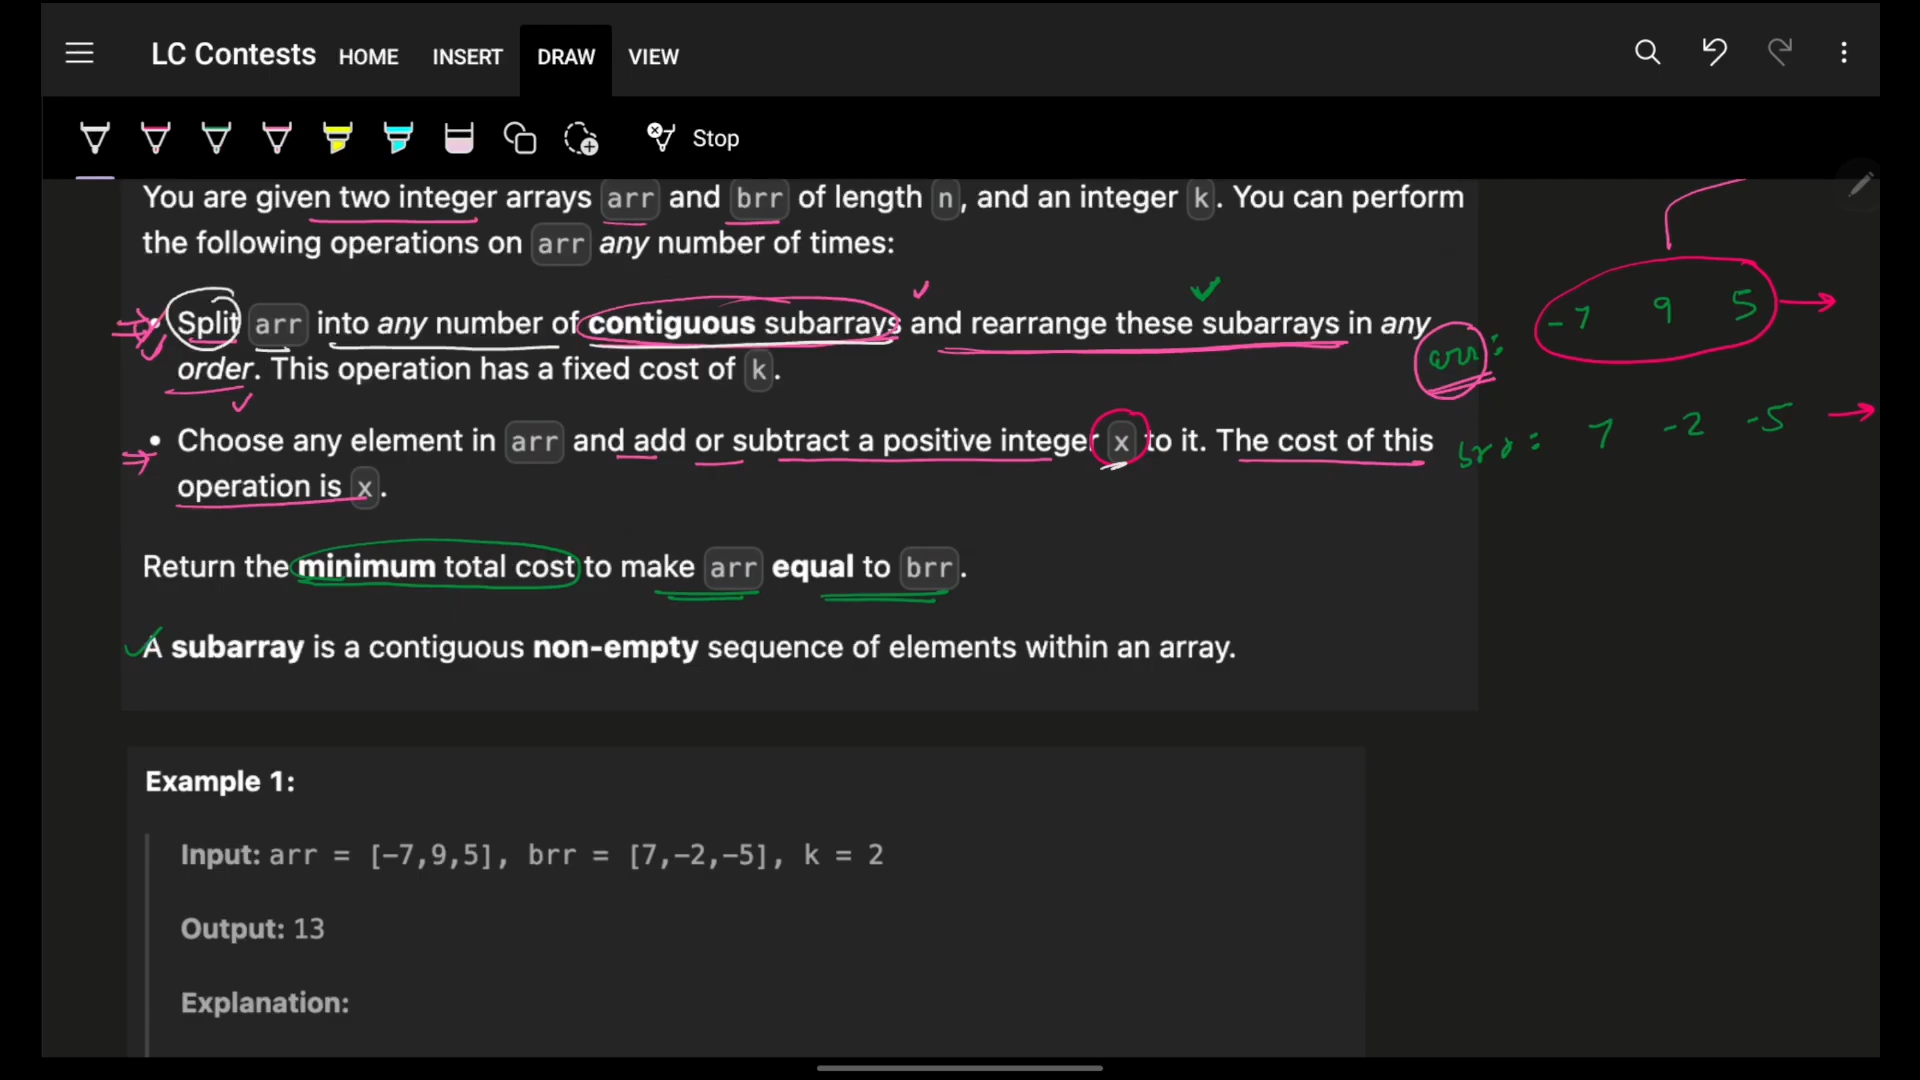 LC Contests HOME INSERT DRAW VIEW
Stop
You are given two integer arrays arr and brr of length n, and an integer k. You can perform
the following operations on arr any number of times:
• Split arr into any number of contiguous subarrays and rearrange these subarrays in any
order. This operation has a fixed cost of k.
• Choose any element in arr and add or subtract a positive integer x to it. The cost of this
operation is x.
Return the minimum total cost to make arr equal to brr.
A subarray is a contiguous non-empty sequence of elements within an array.
Example 1:
Input: arr = [-7,9,5], brr = [7,-2,-5], k = 2
Output: 13
Explanation:
arr: -7 9 5
brr: 7 -2 -5